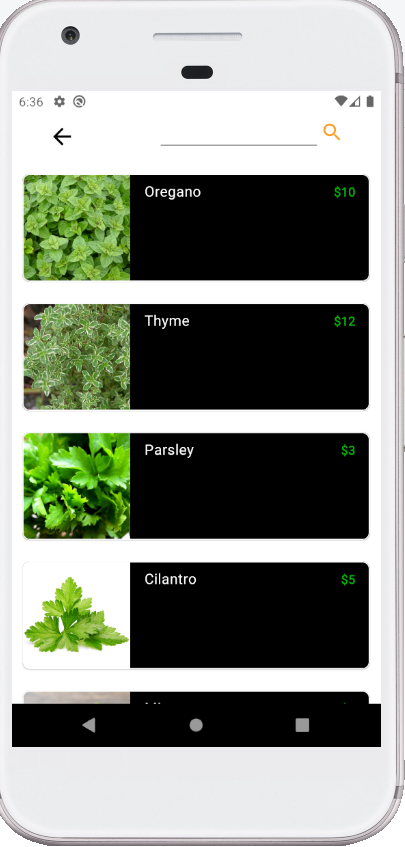 6:36
Oregano $10
Thyme $12
Parsley $3
Cilantro $5